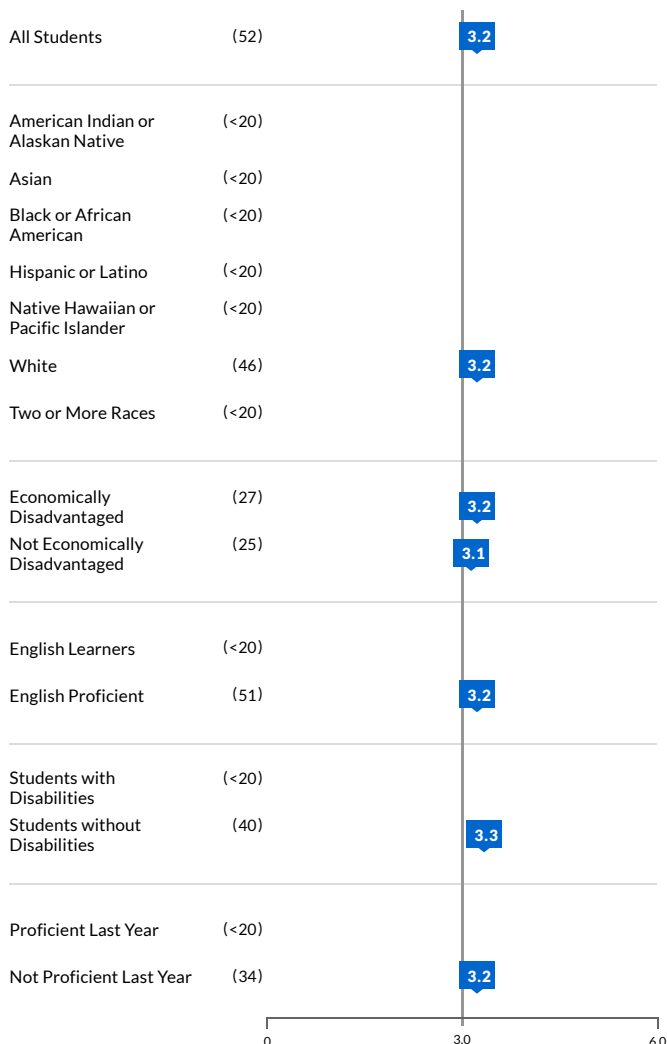 All Students (52) 3.2
American Indian or (<20)
Alaskan Native
Asian (<20)
Black or African (<20)
American
Hispanic or Latino (<20)
Native Hawaiian or (<20)
Pacific Islander
White (46) 3.2
Two or More Races (<20)
Economically (27) 3.2
Disadvantaged
Not Economically (25) 3.1
Disadvantaged
English Learners (<20)
English Proficient (51) 3.2
Students with (<20)
Disabilities
Students without (40) 3.3
Disabilities
Proficient Last Year (<20)
Not Proficient Last Year (34) 3.2
0 3.0 6.0